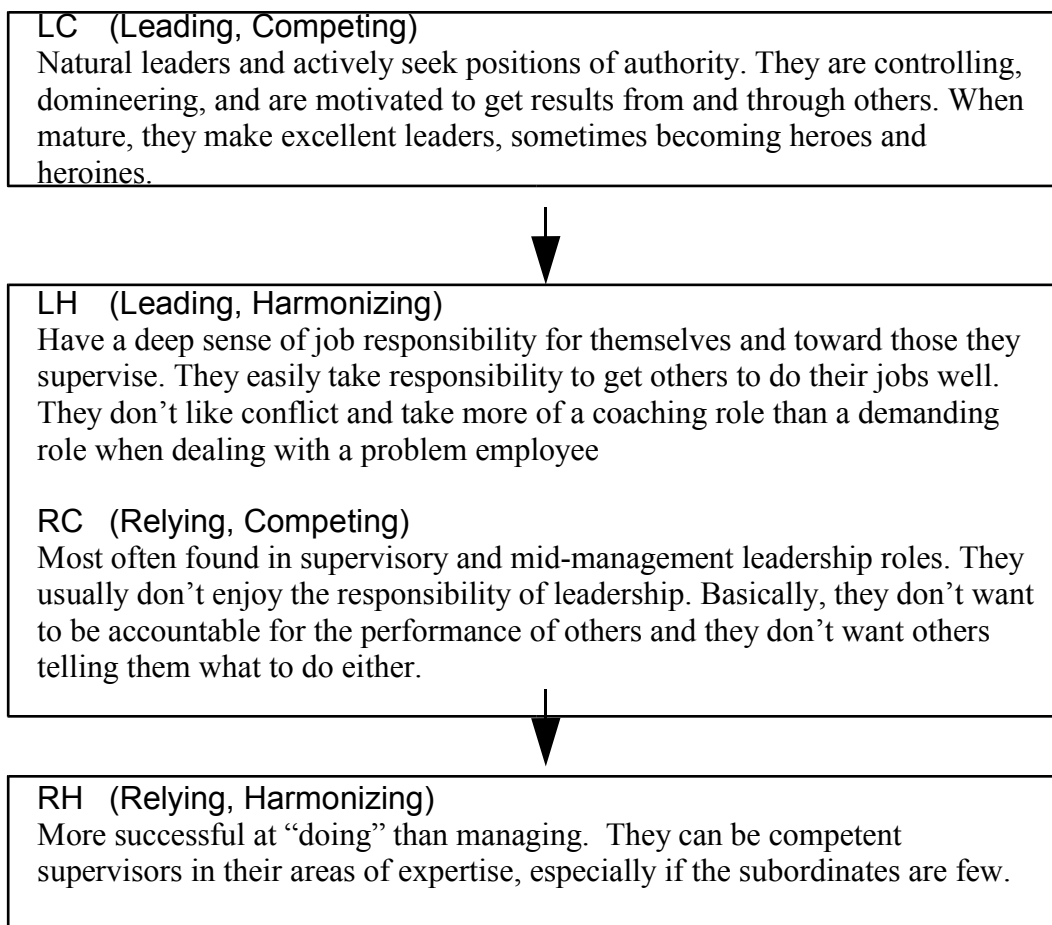 LC (Leading, Competing)
Natural leaders and actively seek positions of authority. They are controlling,
domineering, and are motivated to get results from and through others. When
mature, they make excellent leaders, sometimes becoming heroes and
heroines.
LH (Leading, Harmonizing)
Have a deep sense of job responsibility for themselves and toward those they
supervise. They easily take responsibility to get others to do their jobs well.
They don’t like conflict and take more of a coaching role than a demanding
role when dealing with a problem employee
RC (Relying, Competing)
Most often found in supervisory and mid-management leadership roles. They
usually don’t enjoy the responsibility of leadership. Basically, they don’t want
to be accountable for the performance of others and they don’t want others
telling them what to do either.
RH (Relying, Harmonizing)
More successful at “doing” than managing. They can be competent
supervisors in their areas of expertise, especially if the subordinates are few.